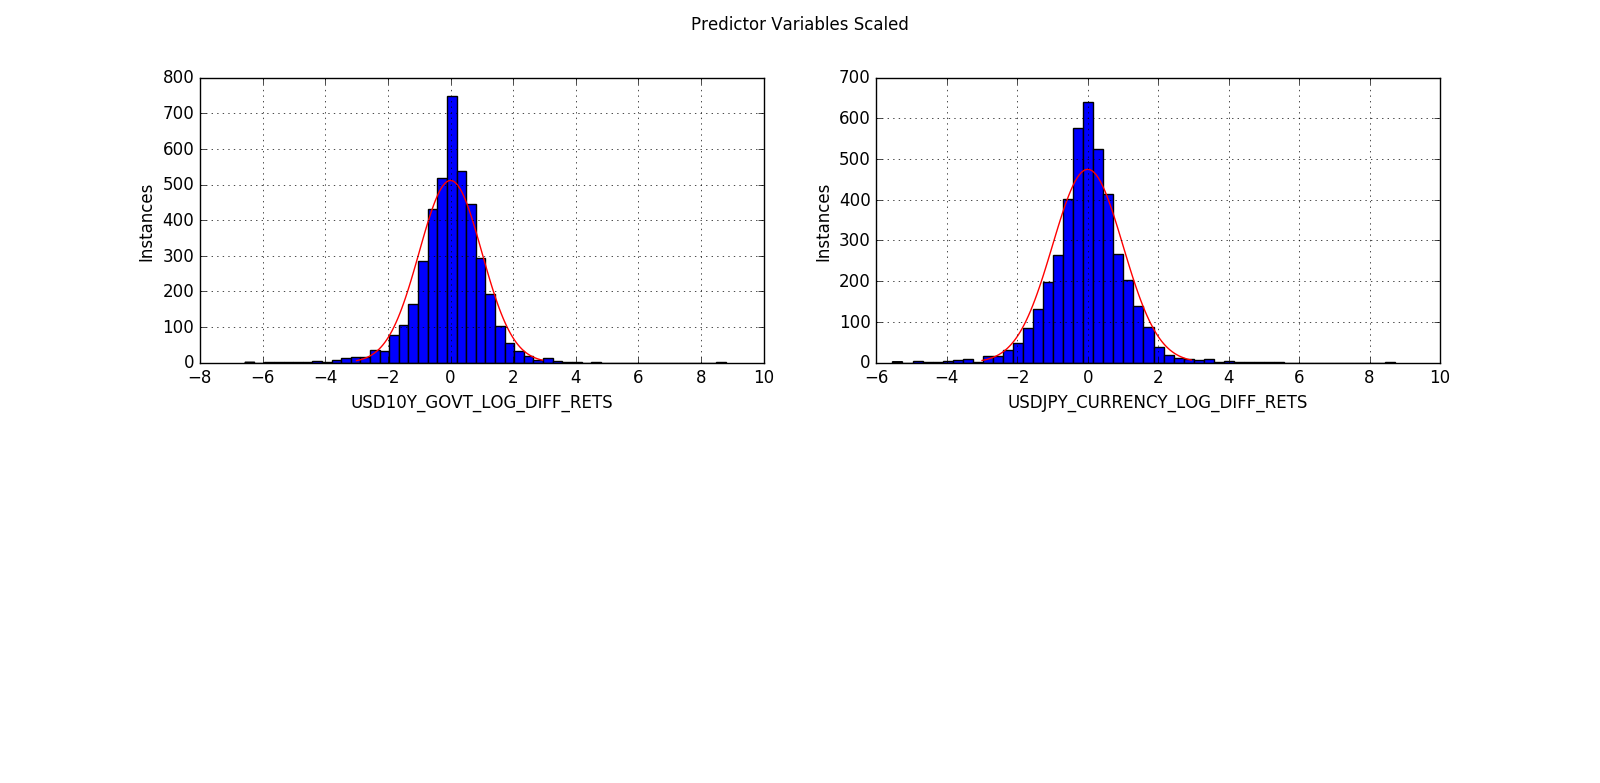 Predictor Variables Scaled
800
700
600
500
400
300
200
100
0
Instances
−8 −6 −4 −2 0 2 4 6 8 10
USD10Y_GOVT_LOG_DIFF_RETS
700
600
500
400
300
200
100
0
Instances
−6 −4 −2 0 2 4 6 8 10
USDJPY_CURRENCY_LOG_DIFF_RETS